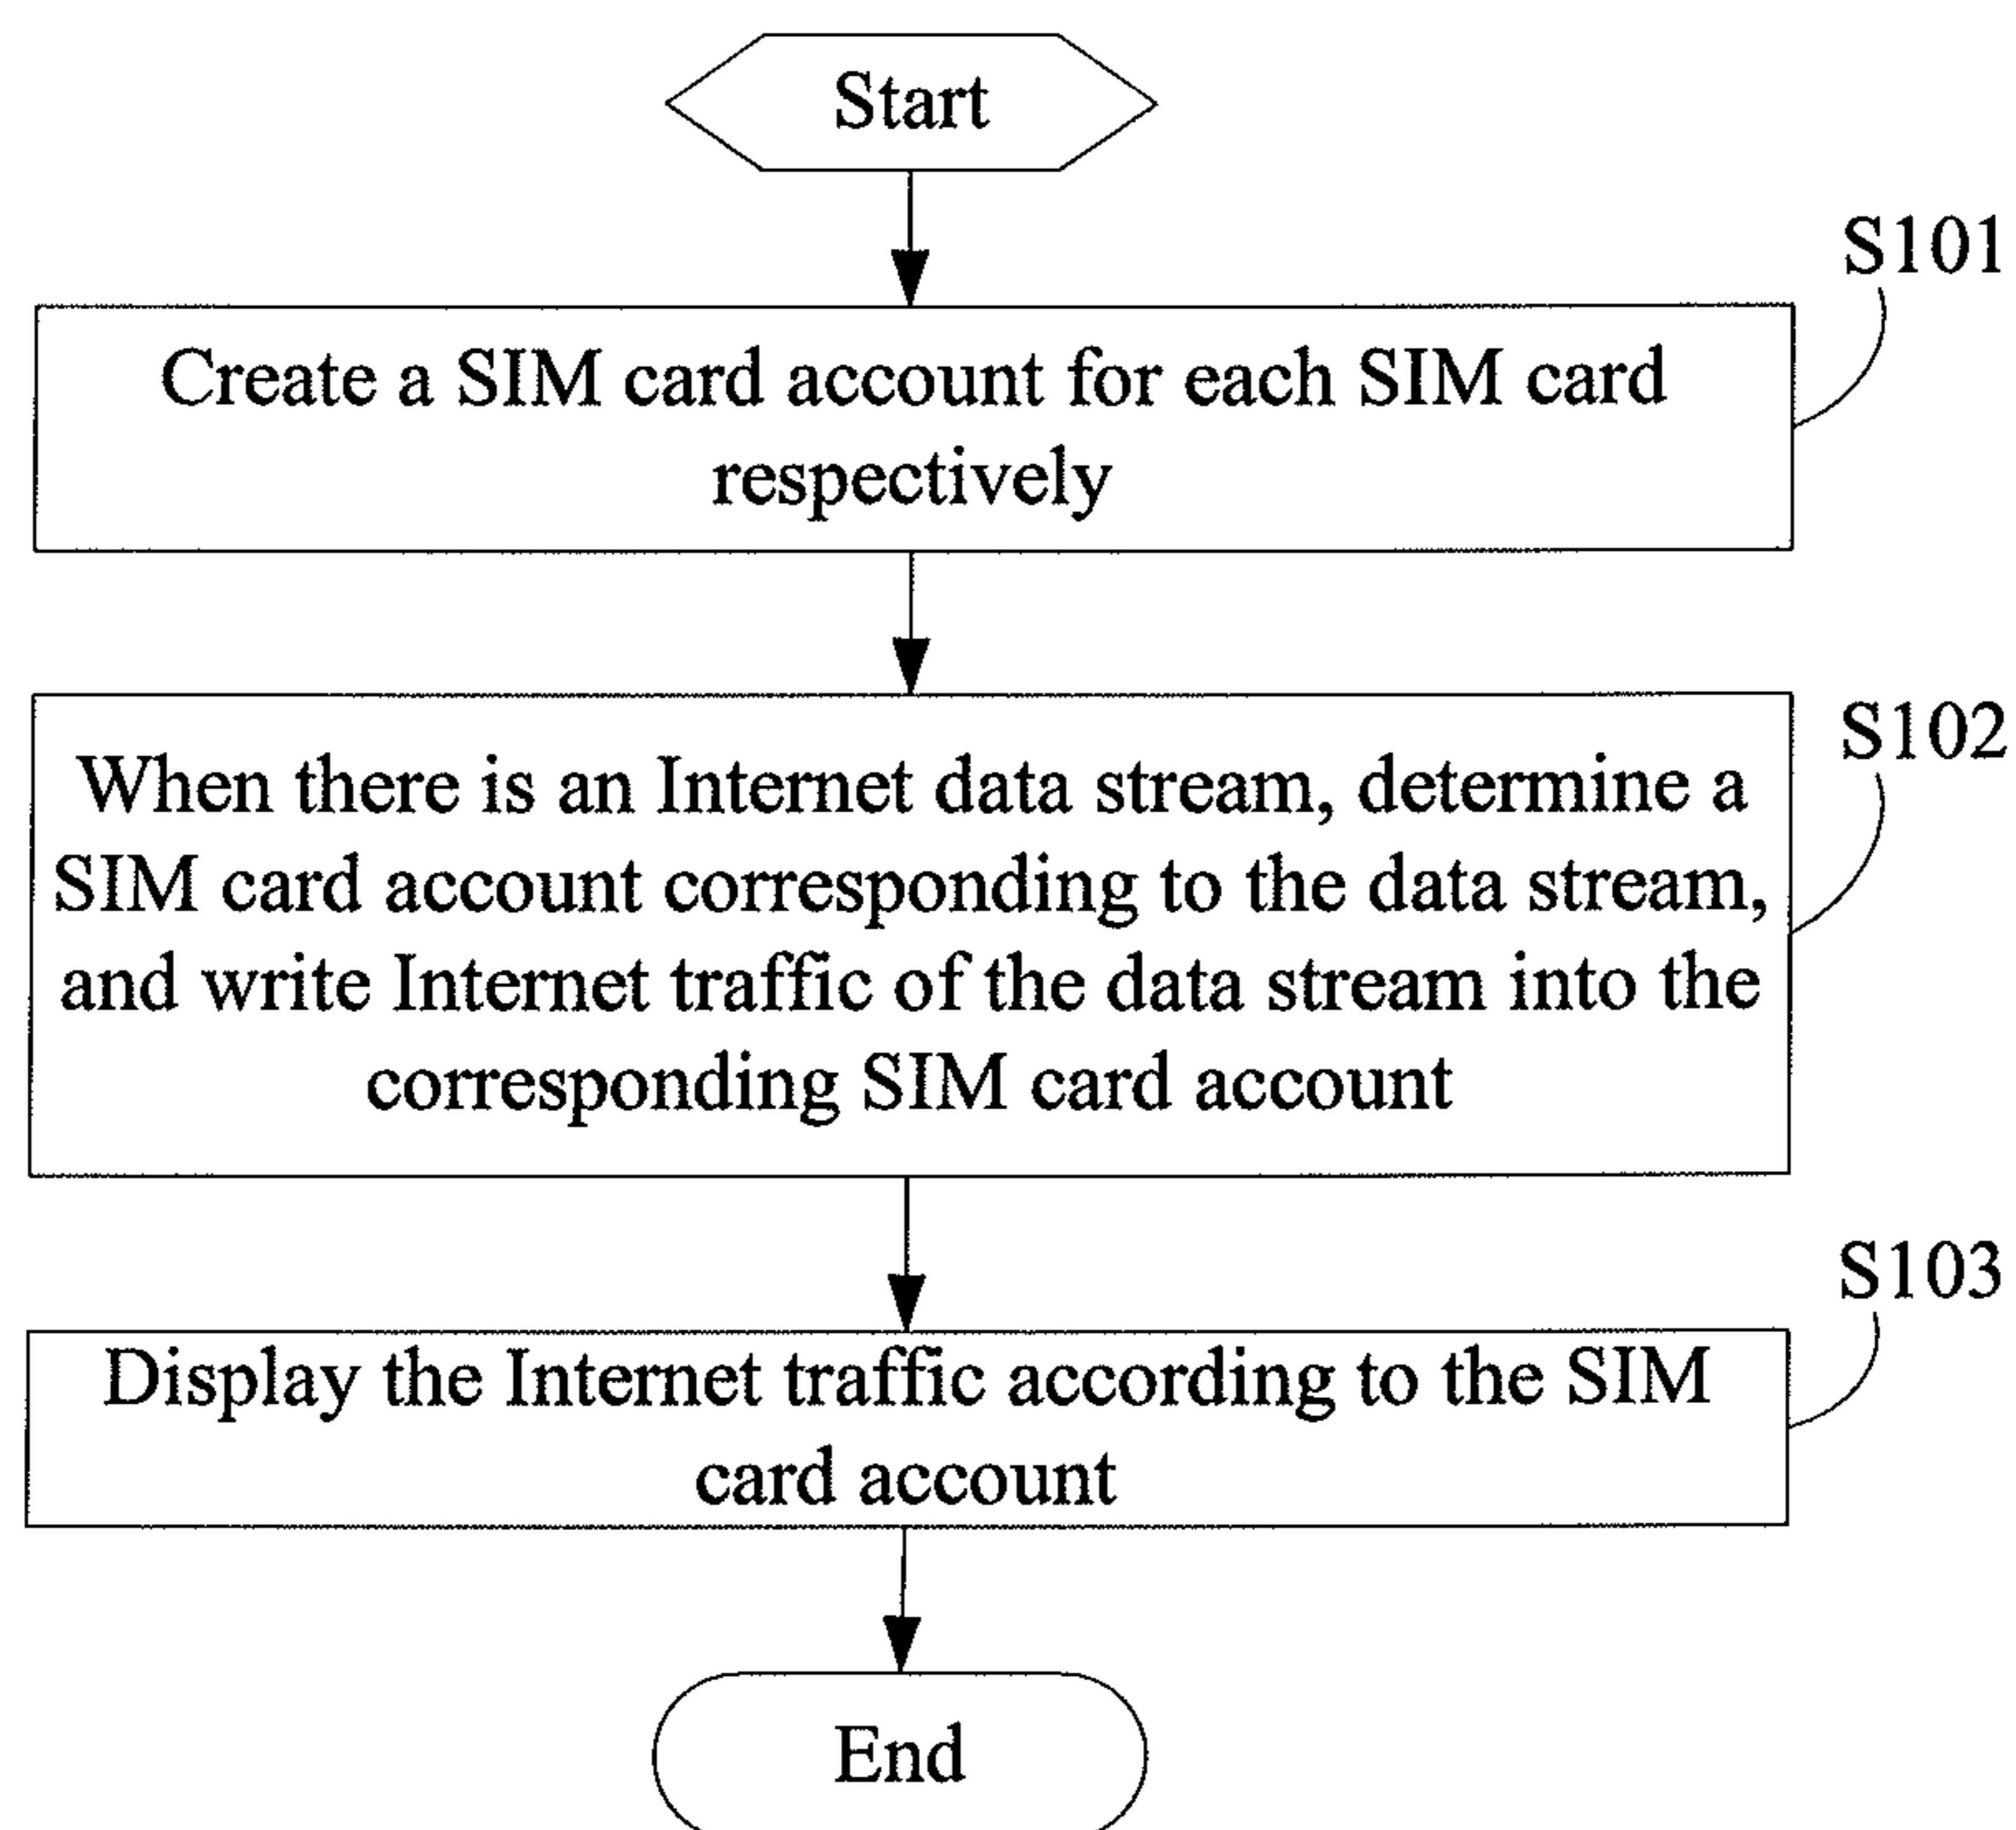 Start
S101
Create a SIM card account for each SIM card
respectively
S102
When there is an Internet data stream, determine a
SIM card account corresponding to the data stream,
and write Internet traffic of the data stream into the
corresponding SIM card account
S103
Display the Internet traffic according to the SIM
card account
End